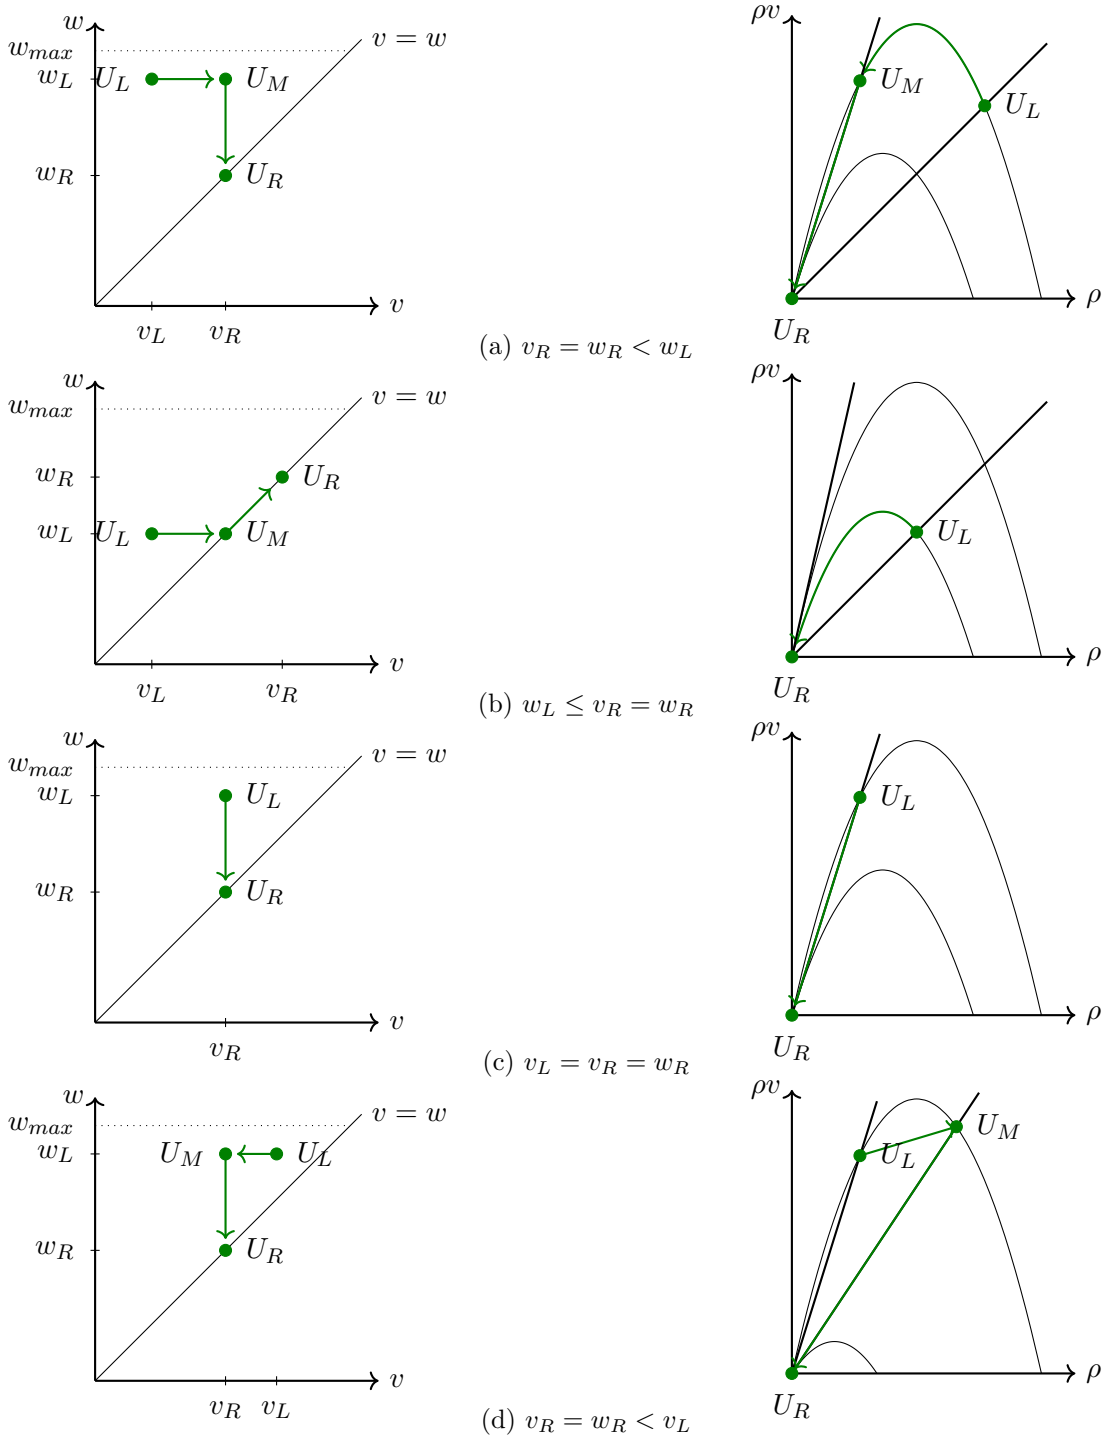 w
w_{max}
w_L
w_R
v = w
U_L
U_M
U_R
v_L
v_R
v
ρv
U_M
U_L
U_R
ρ
(a) v_R = w_R < w_L
w
w_{max}
w_R
w_L
v = w
U_R
U_L
U_M
v_L
v_R
v
ρv
U_L
U_R
ρ
(b) w_L ≤ v_R = w_R
w
w_{max}
w_L
w_R
v = w
U_L
U_R
v_R
v
ρv
U_L
U_R
ρ
(c) v_L = v_R = w_R
w
w_{max}
w_L
w_R
v = w
U_M
U_L
U_R
v_R
v_L
v
ρv
U_M
U_L
U_R
ρ
(d) v_R = w_R < v_L